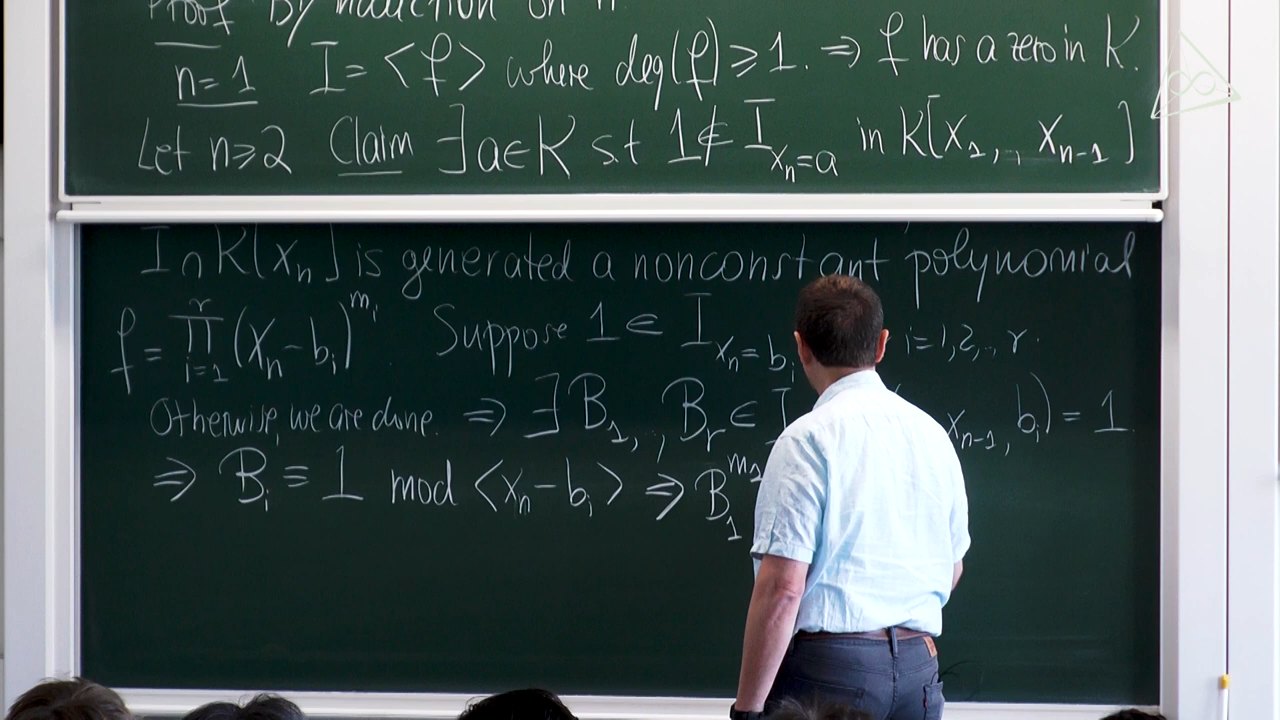 Proof By induction on n.
n=1 I = <f> where deg(f) ⩾ 1. ⇒ f has a zero in K.
Let n⩾2 Claim ∃ a∈K s.t 1∉ I_{x_n=a} in K[x_1,.., x_{n-1}]
I∩K[x_n] is generated a nonconstant polynomial
f = ∏_{i=1}^{r} (x_n - b_i)^{m_i} Suppose 1 ∈ I_{x_n=b_i} i=1,2,..,r.
Otherwise, we are done. ⇒ ∃ B_1,.., B_r ∈ I x_{n-1}, b_i) = 1.
⇒ B_i ≡ 1 mod <x_n - b_i> ⇒ B_1^{m_1}